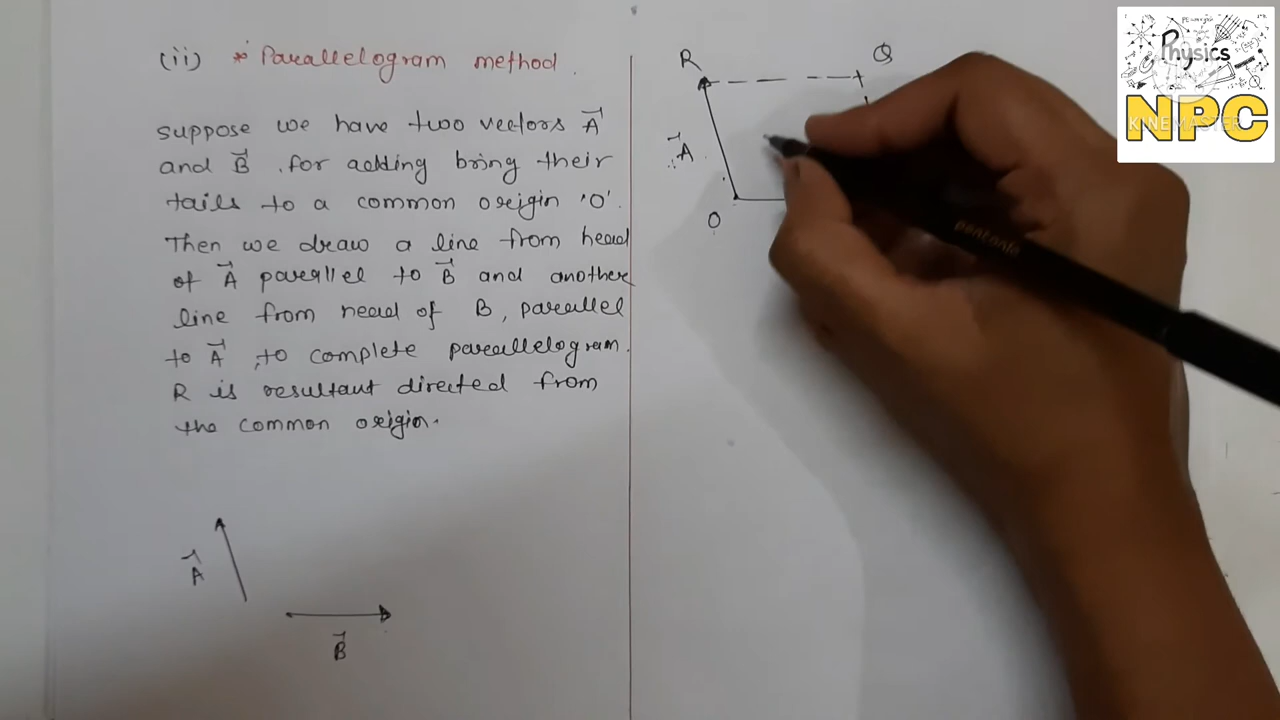 (ii) * Parallelogram method.
suppose we have two vectors A
and B . for adding bring their
tails to a common origin 'O'.
Then we draw a line from head
of A parallel to B and another
line from head of B, parallel
to A , to complete parallelogram.
R is resultant directed from
the common origin.
A
B
R
Q
A
O
Physics
NPC
KINEMASTER